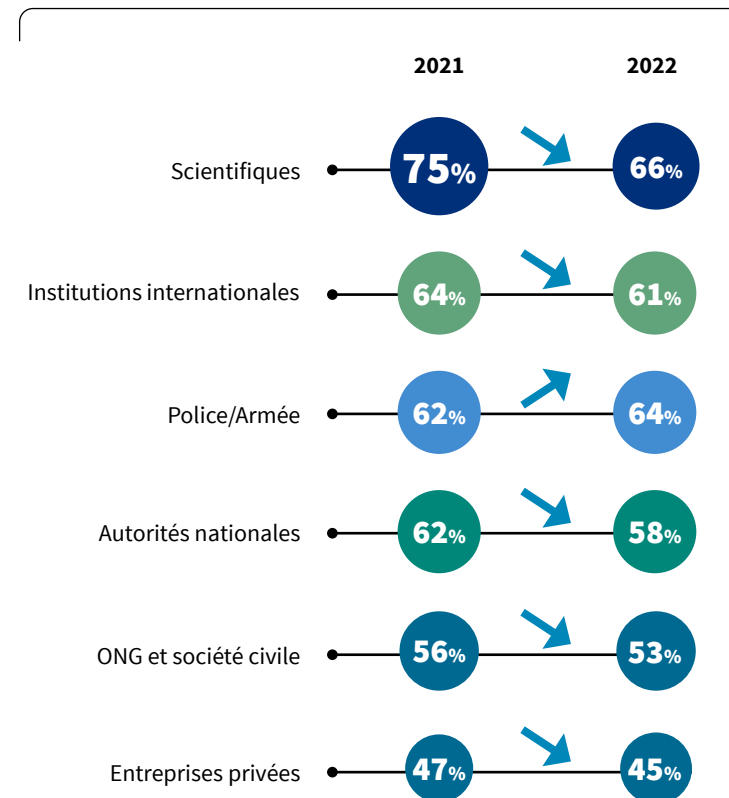 2021 2022
Scientifiques 75% 66%
Institutions internationales 64% 61%
Police/Armée 62% 64%
Autorités nationales 62% 58%
ONG et société civile 56% 53%
Entreprises privées 47% 45%